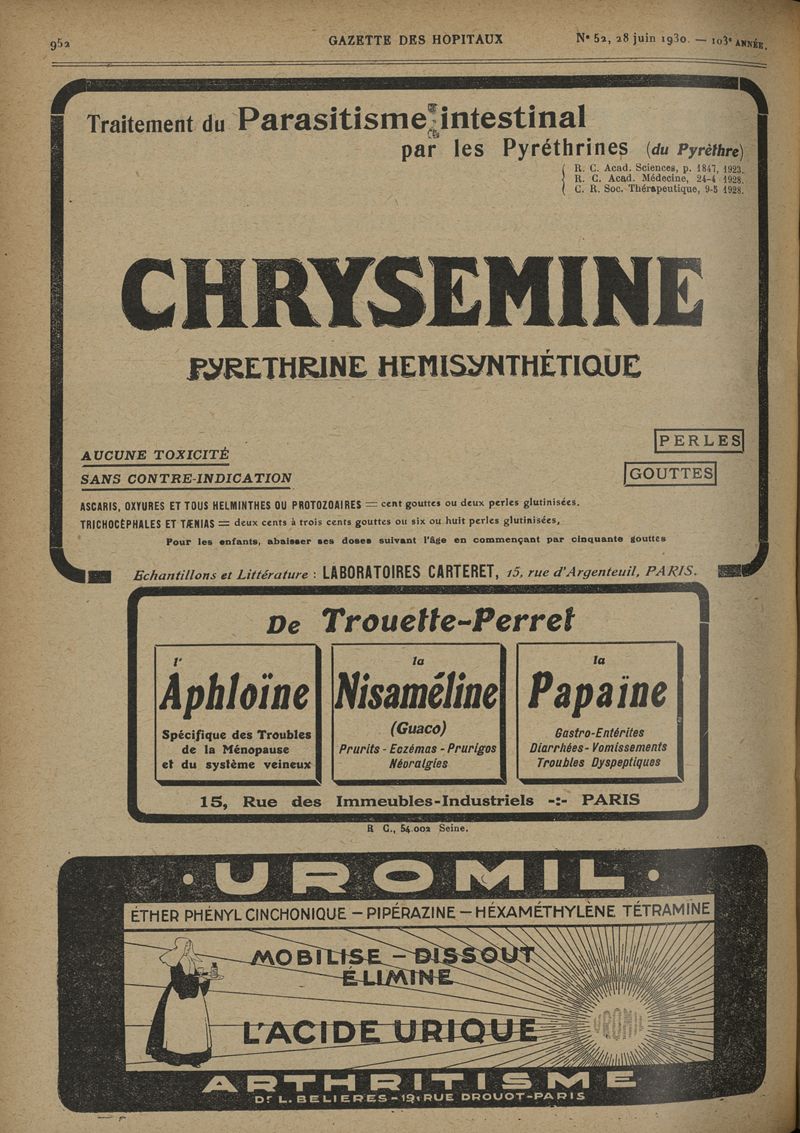 952
GAZETTE DES HOPITAUX
N° 52, 28 juin 1930. — 103e ANNÉE.
Traitement du Parasitisme intestinal
par les Pyréthrines (du Pyrèthre)
R. C. Acad. Sciences, p. 1847, 1923.
R. C. Acad. Médecine, 24-4 1928.
C. R. Soc. Thérapeutique, 9-5 1928.
CHRYSEMINE
PYRETHRINE HEMISYNTHÉTIQUE
PERLES
AUCUNE TOXICITÉ
GOUTTES
SANS CONTRE-INDICATION
ASCARIS, OXYURES ET TOUS HELMINTHES OU PROTOZOAIRES = cent gouttes ou deux perles glutinisées.
TRICHOCÉPHALES ET TÆNIAS = deux cents à trois cents gouttes ou six ou huit perles glutinisées,
Pour les enfants, abaisser ses doses suivant l'âge en commençant par cinquante gouttes
Echantillons et Littérature : LABORATOIRES CARTERET, 15, rue d'Argenteuil, PARIS.
De Trouette-Perret
l'
Aphloïne
Spécifique des Troubles
de la Ménopause
et du système veineux
la
Nisaméline
(Guaco)
Prurits - Eczémas - Prurigos
Néoralgies
la
Papaïne
Gastro-Entérites
Diarrhées - Vomissements
Troubles Dyspeptiques
15, Rue des Immeubles-Industriels -:- PARIS
R C., 54.002 Seine.
· UROMIL ·
ÉTHER PHÉNYL CINCHONIQUE — PIPÉRAZINE — HÉXAMÉTHYLÈNE TÉTRAMINE
MOBILISE — DISSOUT
ÉLIMINE
UROMIL
L'ACIDE URIQUE
ARTHRITISME
Dr L. BELIERES - 19, RUE DROUOT - PARIS